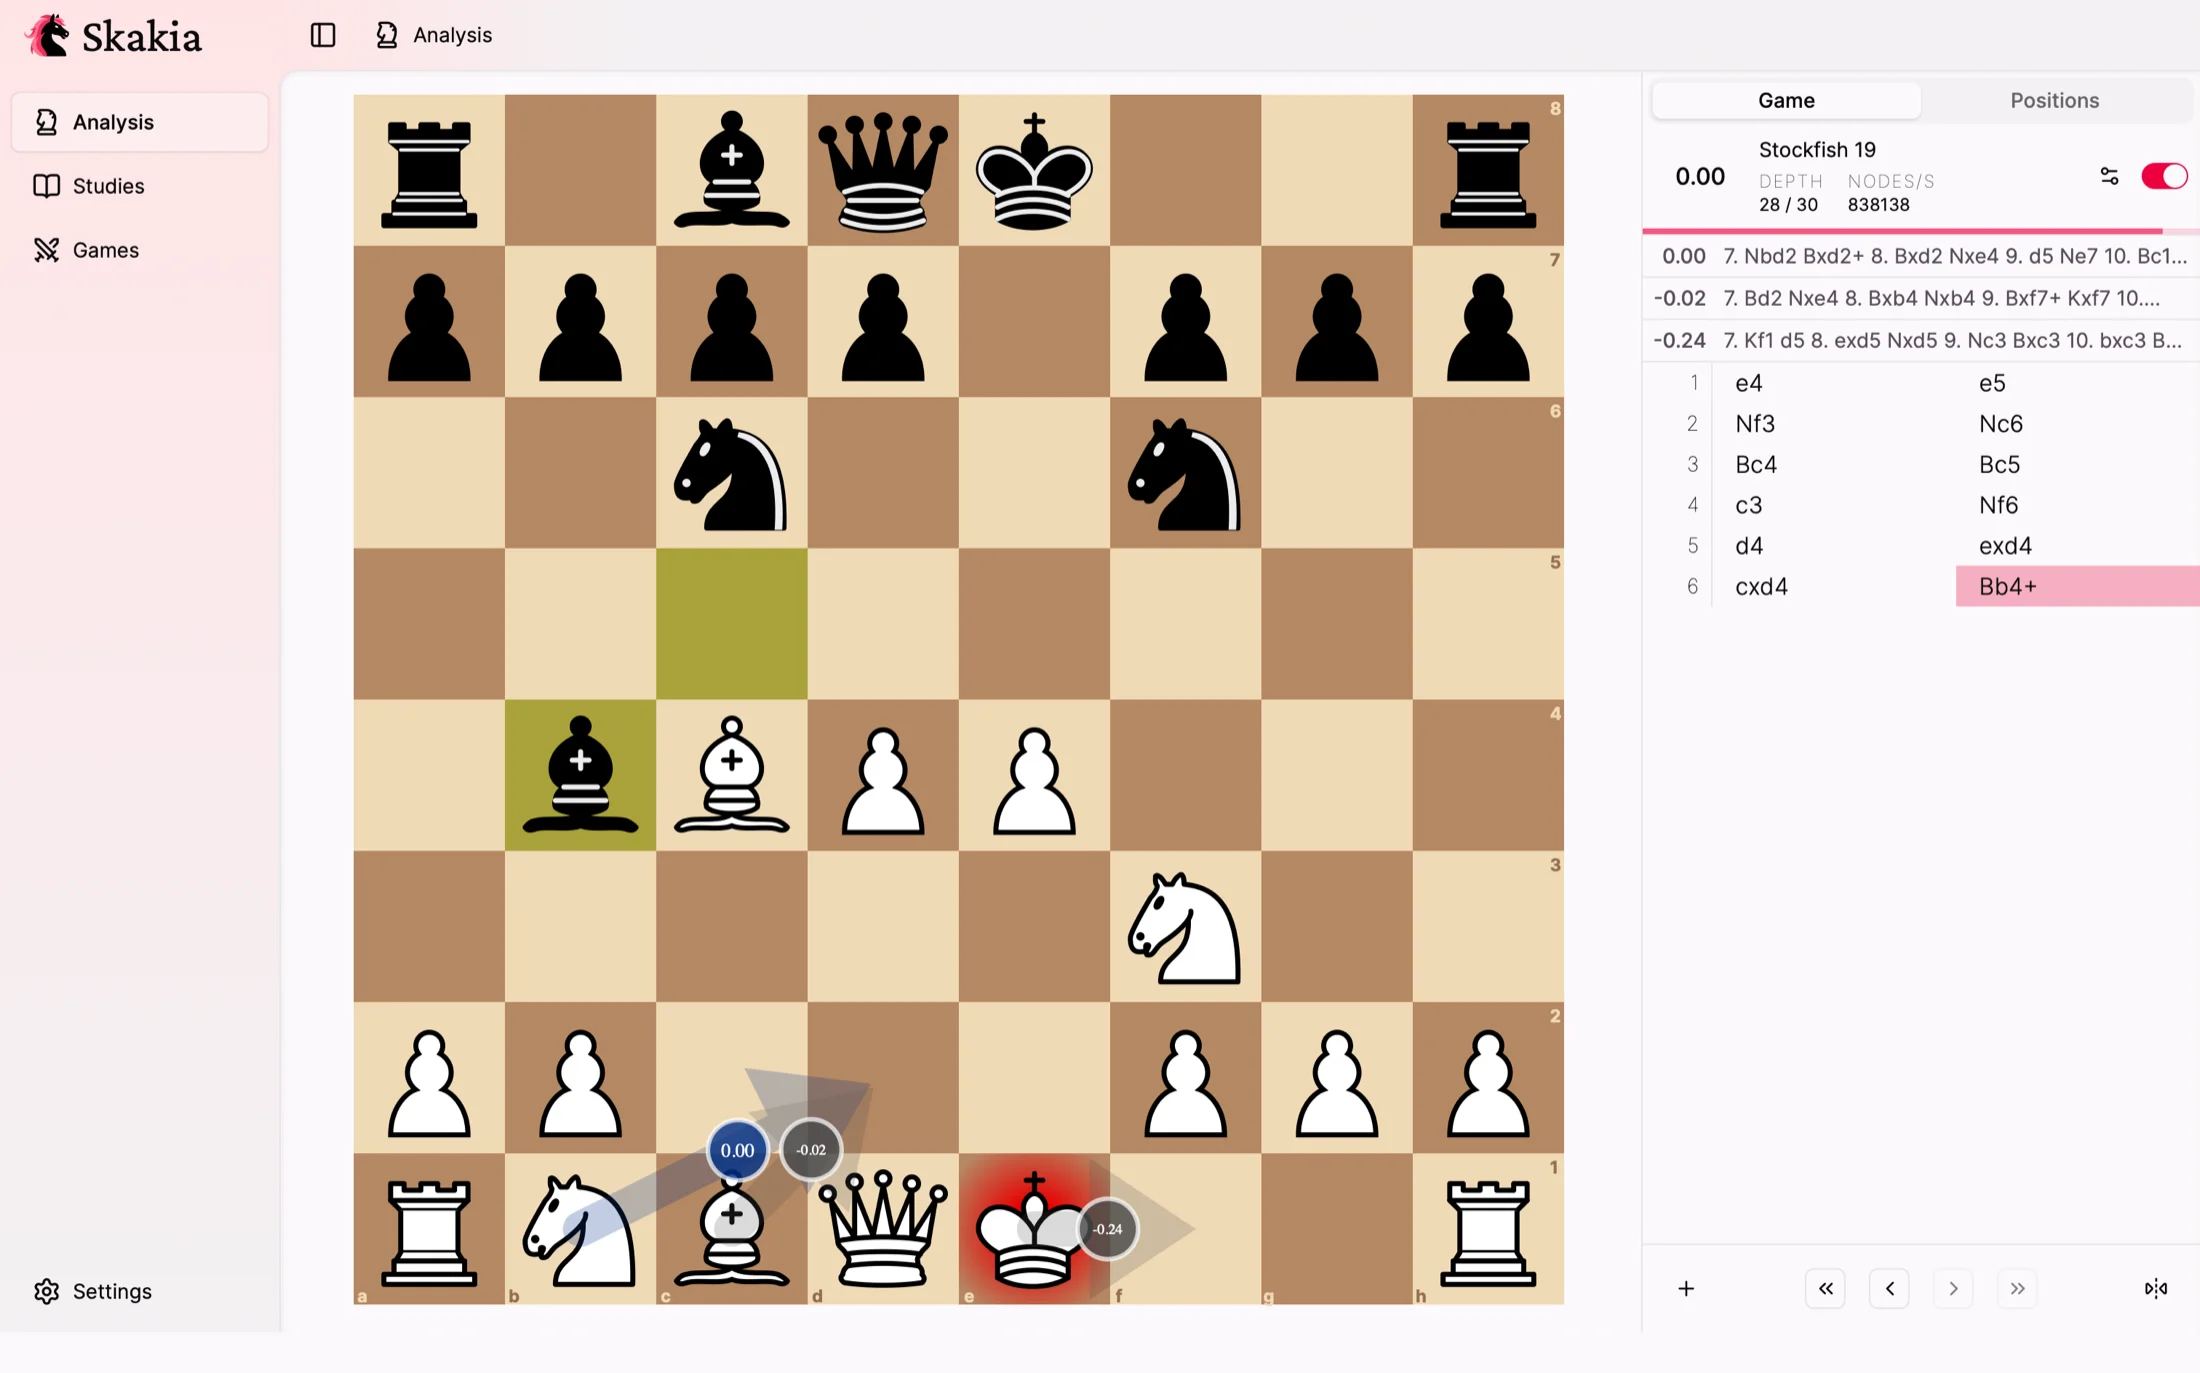 Skakia
Analysis
Analysis
Studies
Games
Settings
8
7
6
5
4
3
2
1
a
b
c
d
e
f
g
h
0.00
-0.02
-0.24
Game
Positions
0.00
Stockfish 19
DEPTH NODES/S
28 / 30 838138
0.00 7. Nbd2 Bxd2+ 8. Bxd2 Nxe4 9. d5 Ne7 10. Bc1...
-0.02 7. Bd2 Nxe4 8. Bxb4 Nxb4 9. Bxf7+ Kxf7 10....
-0.24 7. Kf1 d5 8. exd5 Nxd5 9. Nc3 Bxc3 10. bxc3 B...
1 e4 e5
2 Nf3 Nc6
3 Bc4 Bc5
4 c3 Nf6
5 d4 exd4
6 cxd4 Bb4+